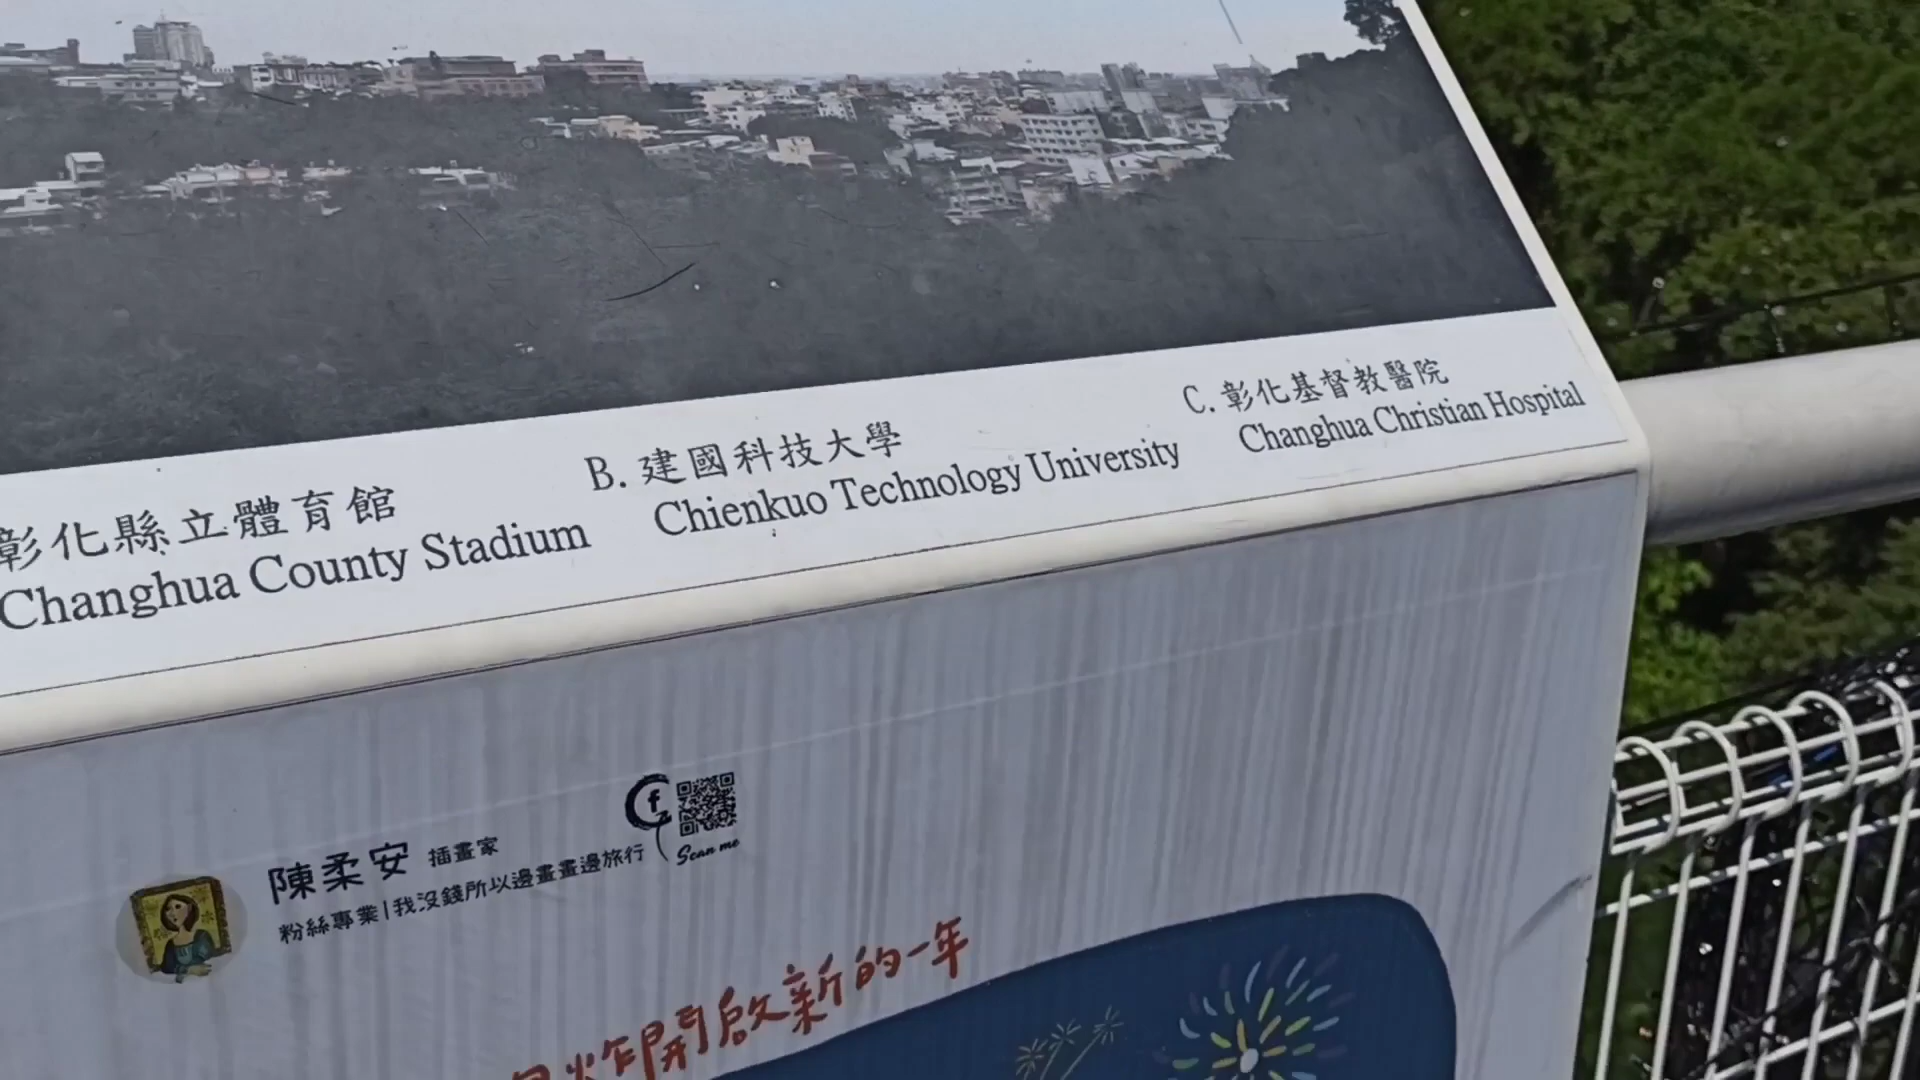 彰化縣立體育館
Changhua County Stadium
B. 建國科技大學
Chienkuo Technology University
C. 彰化基督教醫院
Changhua Christian Hospital
陳柔安 插畫家
粉絲專業|我沒錢所以邊畫畫邊旅行
f
Scan me
炸開啟新的一年